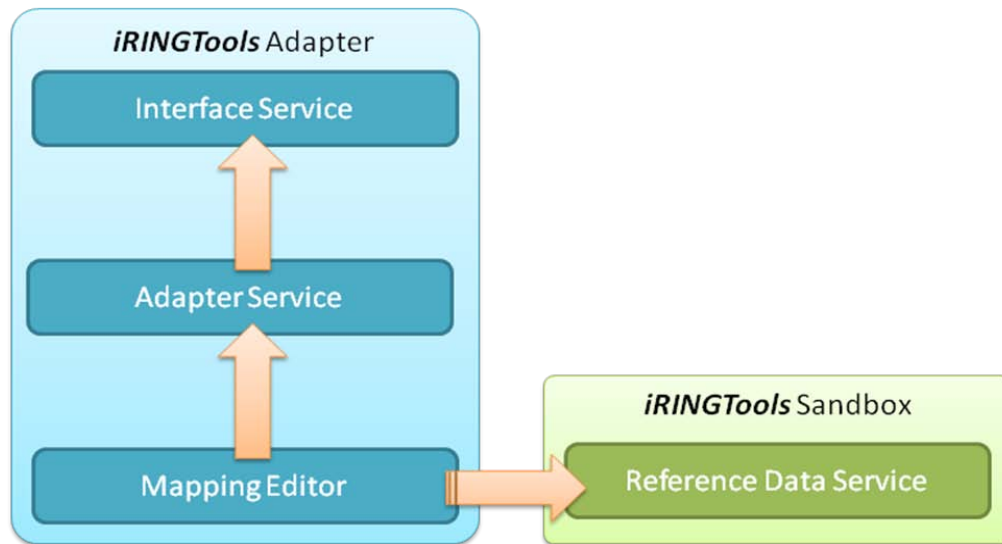 iRINGTools Adapter
Interface Service
Adapter Service
Mapping Editor
iRINGTools Sandbox
Reference Data Service